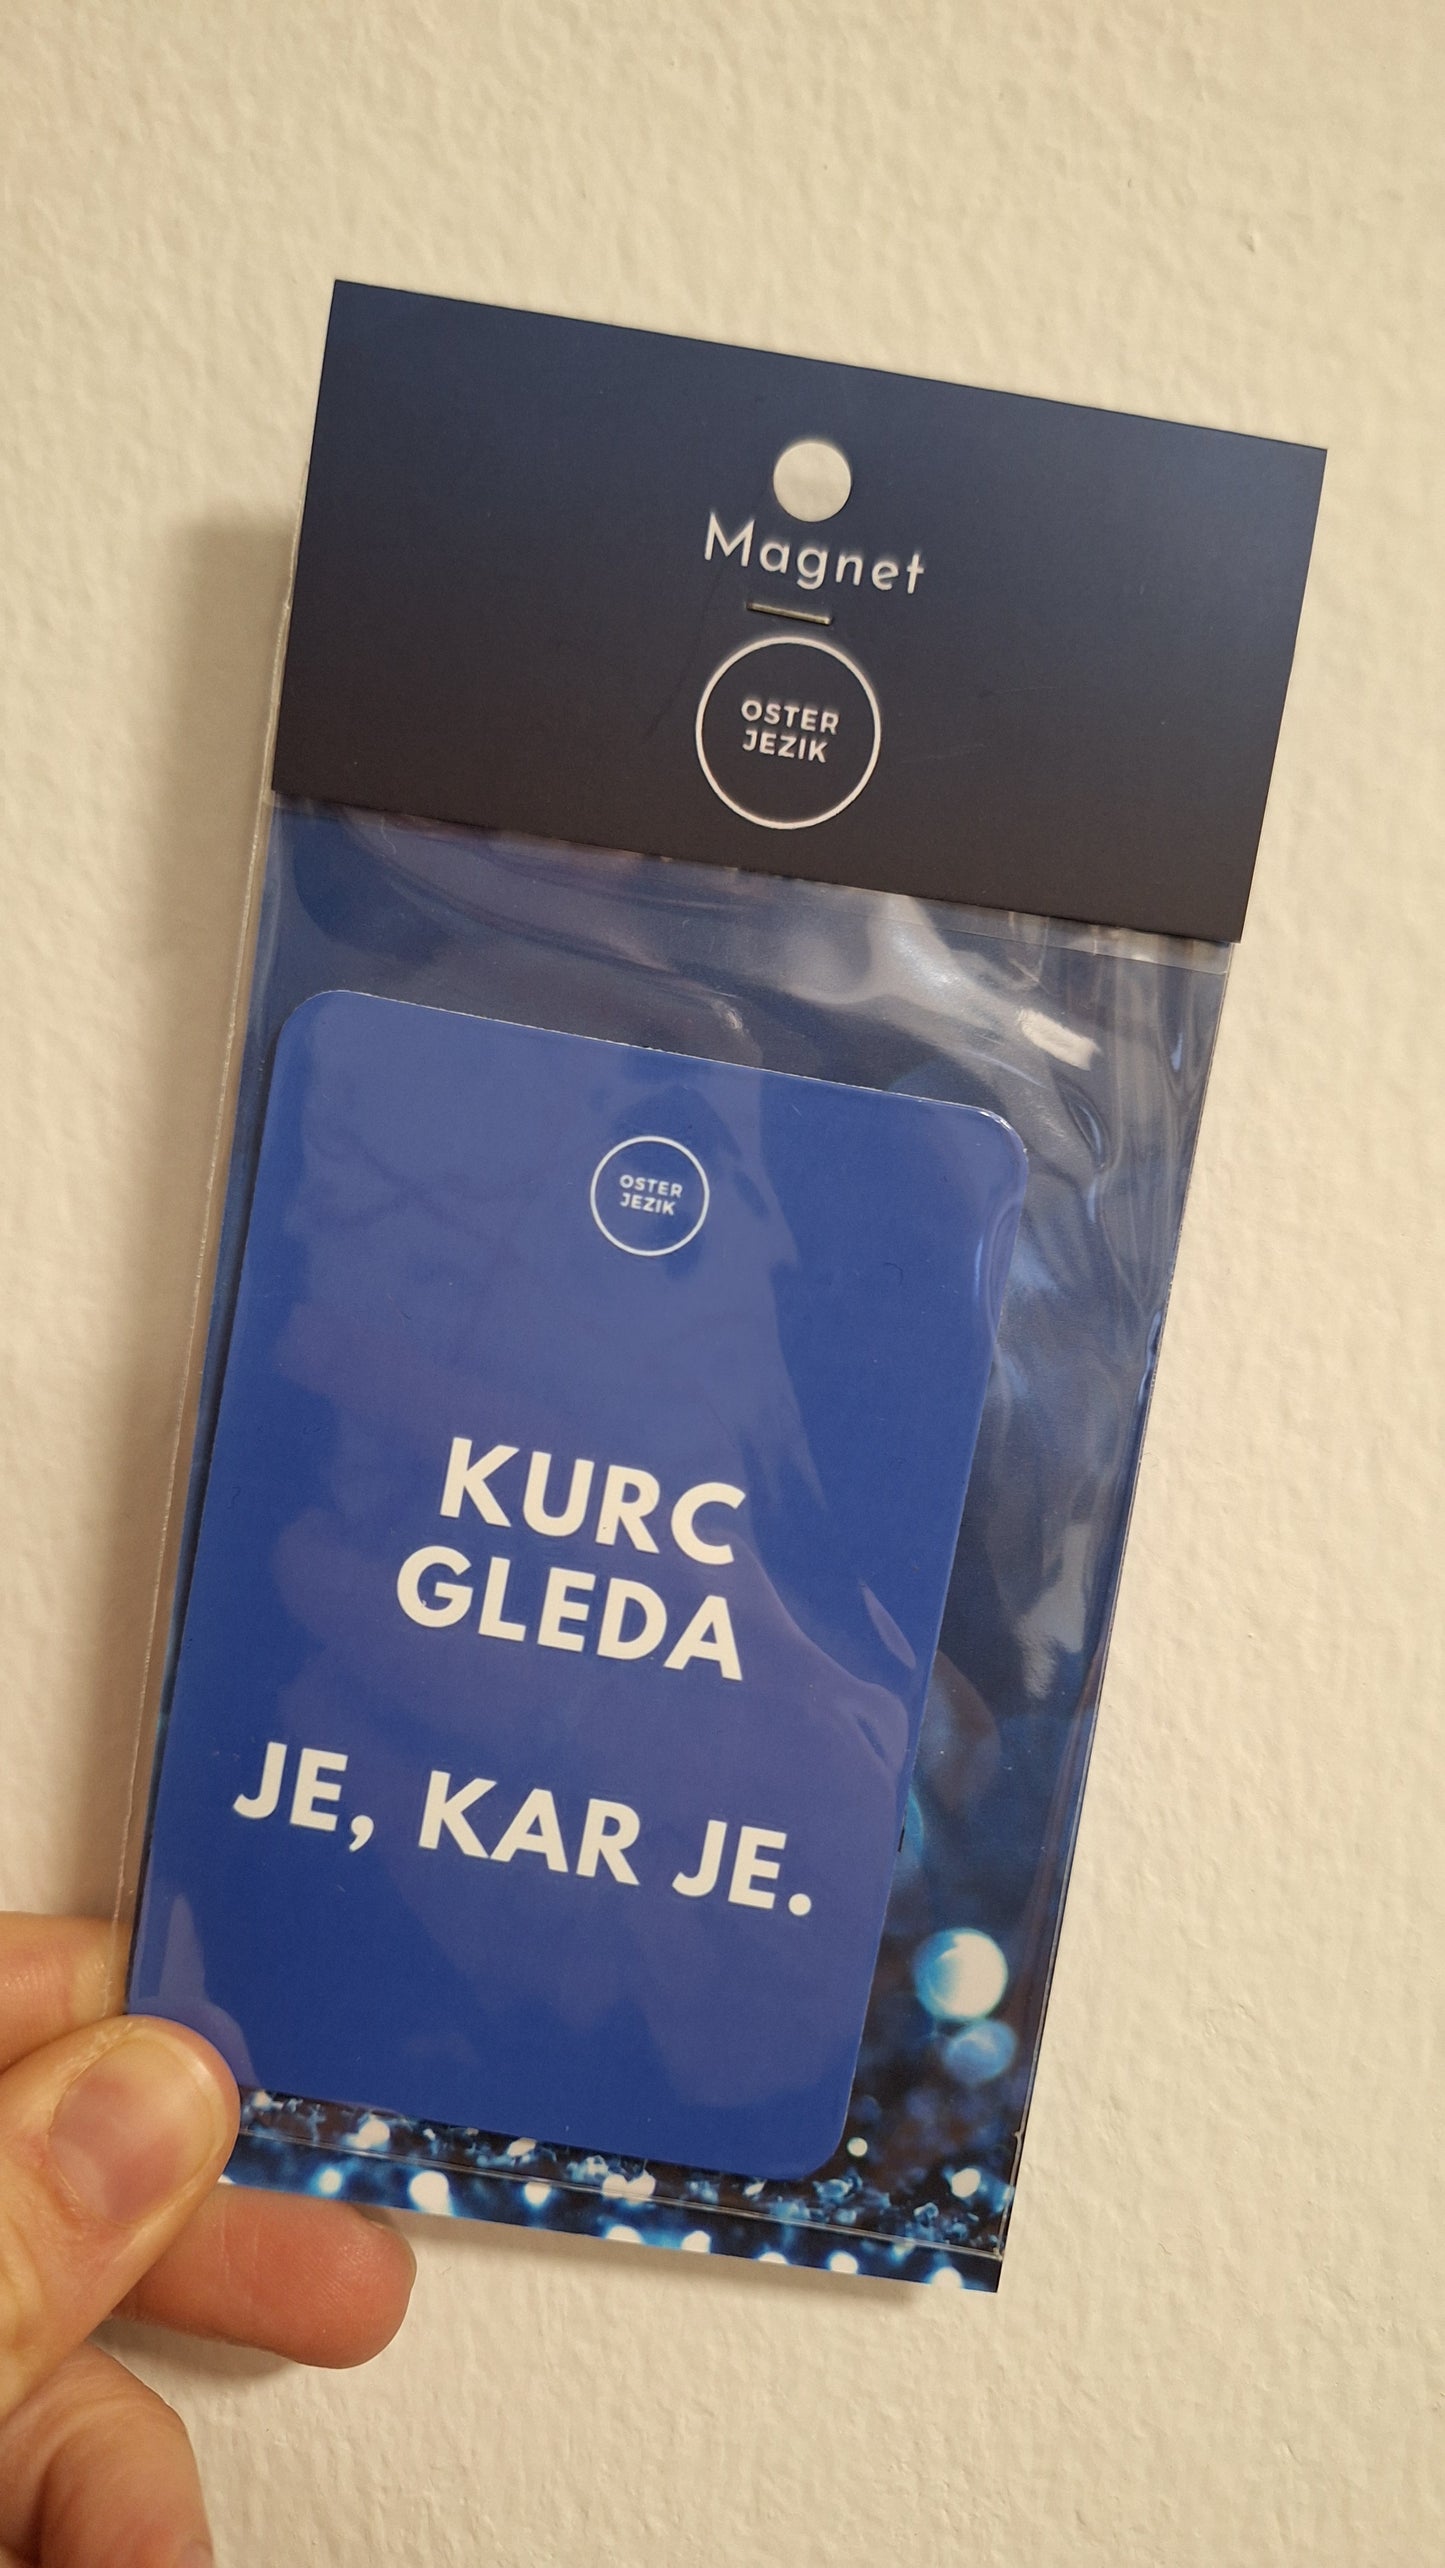 Magnet
OSTER
JEZIK
OSTER
JEZIK
KURC
GLEDA
JE, KAR JE.